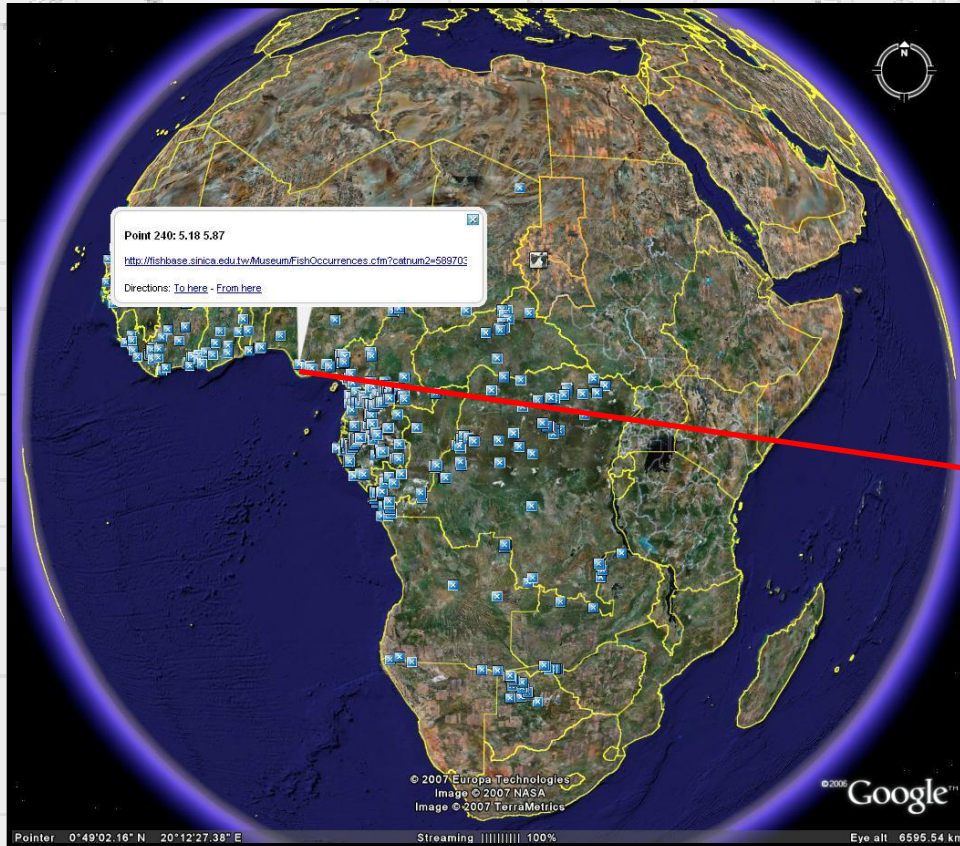 N
Point 240: 5.18 5.87
http://fishbase.sinica.edu.tw/Museum/FishOccurrences.cfm?catnum2=589703
Directions: To here - From here
© 2007 Europa Technologies
Image © 2007 NASA
Image © 2007 TerraMetrics
©2006 Google™
Pointer 0°49'02.16" N 20°12'27.38" E Streaming |||||||||| 100% Eye alt 6595.54 km